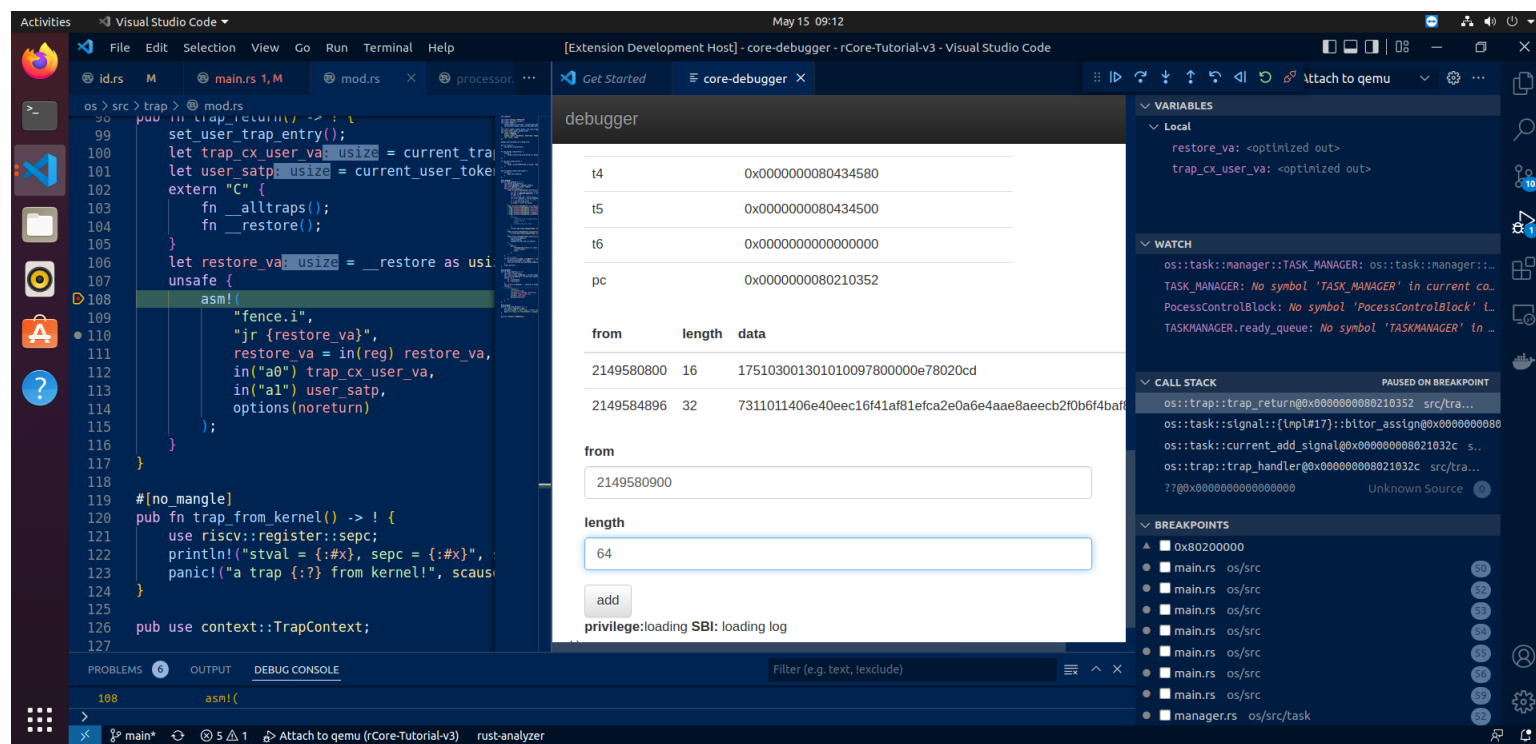 Activities
Visual Studio Code
May 15 09:12
File Edit Selection View Go Run Terminal Help
[Extension Development Host] - core-debugger - rCore-Tutorial-v3 - Visual Studio Code
id.rs M
main.rs 1, M
mod.rs
processor.
Get Started
core-debugger
Attach to qemu
os > src > trap > mod.rs
98 pub fn trap_return() -> ! {
99 set_user_trap_entry();
100 let trap_cx_user_va: usize = current_tra
101 let user_satp: usize = current_user_toke
102 extern "C" {
103 fn __alltraps();
104 fn __restore();
105 }
106 let restore_va: usize = __restore as usi
107 unsafe {
108 asm!(
109 "fence.i",
110 "jr {restore_va}",
111 restore_va = in(reg) restore_va,
112 in("a0") trap_cx_user_va,
113 in("a1") user_satp,
114 options(noreturn)
115 );
116 }
117 }
118
119 #[no_mangle]
120 pub fn trap_from_kernel() -> ! {
121 use riscv::register::sepc;
122 println!("stval = {:#x}, sepc = {:#x}", s
123 panic!("a trap {:?} from kernel!", scaus
124 }
125
126 pub use context::TrapContext;
127
debugger
t4 0x0000000080434580
t5 0x0000000080434500
t6 0x0000000000000000
pc 0x0000000080210352
from length data
2149580800 16 175103001301010097800000e78020cd
2149584896 32 7311011406e40eec16f41af81efca2e0a6e4aae8aeecb2f0b6f4baf8
from
2149580900
length
64
add
privilege:loading SBI: loading log
VARIABLES
Local
restore_va: <optimized out>
trap_cx_user_va: <optimized out>
WATCH
os::task::manager::TASK_MANAGER: os::task::manager::…
TASK_MANAGER: No symbol 'TASK_MANAGER' in current co…
PocessControlBlock: No symbol 'PocessControlBlock' i…
TASKMANAGER.ready_queue: No symbol 'TASKMANAGER' in …
CALL STACK
PAUSED ON BREAKPOINT
os::trap::trap_return@0x0000000080210352 src/tra...
os::task::signal::{impl#17}::bitor_assign@0x0000000080
os::task::current_add_signal@0x000000008021032c s..
os::trap::trap_handler@0x000000008021032c src/tra...
??@0x0000000000000000 Unknown Source 0
BREAKPOINTS
0x80200000
main.rs os/src 50
main.rs os/src 52
main.rs os/src 53
main.rs os/src 54
main.rs os/src 55
main.rs os/src 56
main.rs os/src 59
manager.rs os/src/task 52
10
1
PROBLEMS 6 OUTPUT DEBUG CONSOLE
Filter (e.g. text, !exclude)
108 asm!(
>
main* 5 1 Attach to qemu (rCore-Tutorial-v3) rust-analyzer